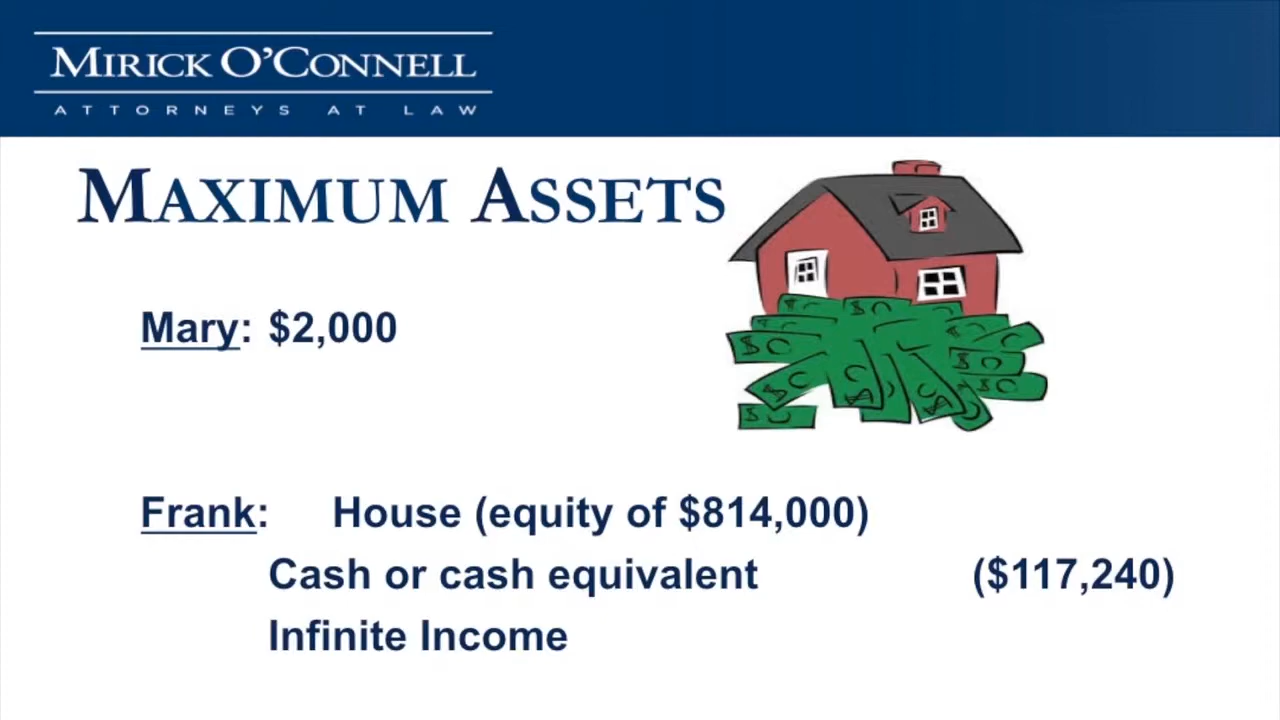 MIRICK O'CONNELL
ATTORNEYS AT LAW
MAXIMUM ASSETS
Mary: $2,000
Frank: House (equity of $814,000)
Cash or cash equivalent ($117,240)
Infinite Income